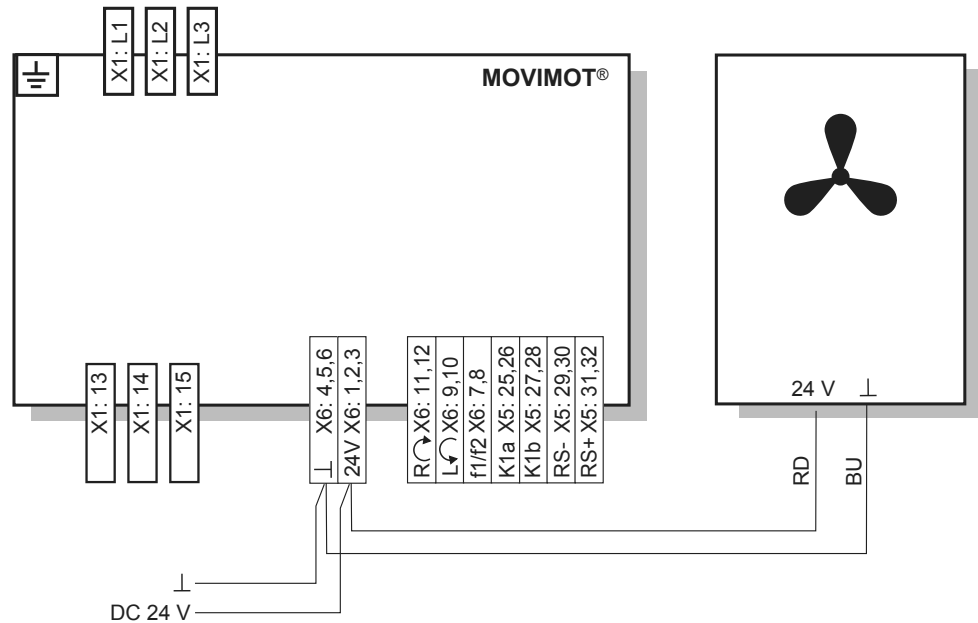 X1: L1
X1: L2
X1: L3
MOVIMOT®
X1: 13
X1: 14
X1: 15
⊥ X6: 4,5,6
24V X6: 1,2,3
R X6: 11,12
L X6: 9,10
f1/f2 X6: 7,8
K1a X5: 25,26
K1b X5: 27,28
RS- X5: 29,30
RS+ X5: 31,32
24 V ⊥
RD
BU
⊥
DC 24 V